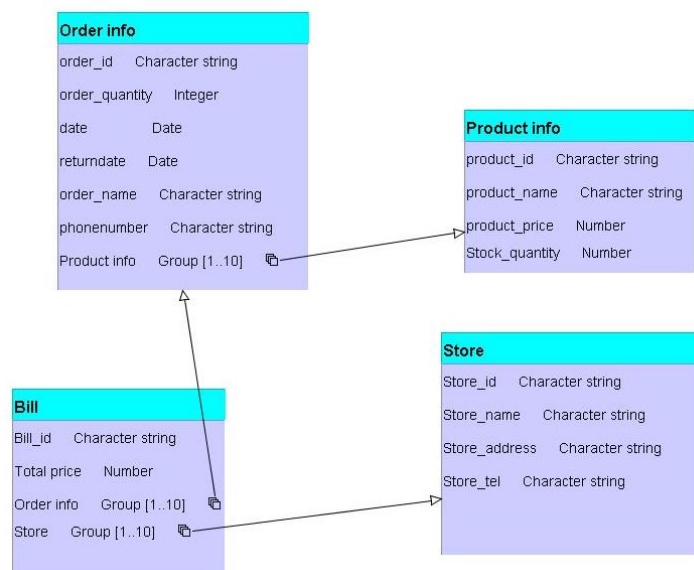 Order info
order_id Character string
order_quantity Integer
date Date
returndate Date
order_name Character string
phonenumber Character string
Product info Group [1..10]
Product info
product_id Character string
product_name Character string
product_price Number
Stock_quantity Number
Bill
Bill_id Character string
Total price Number
Order info Group [1..10]
Store Group [1..10]
Store
Store_id Character string
Store_name Character string
Store_address Character string
Store_tel Character string